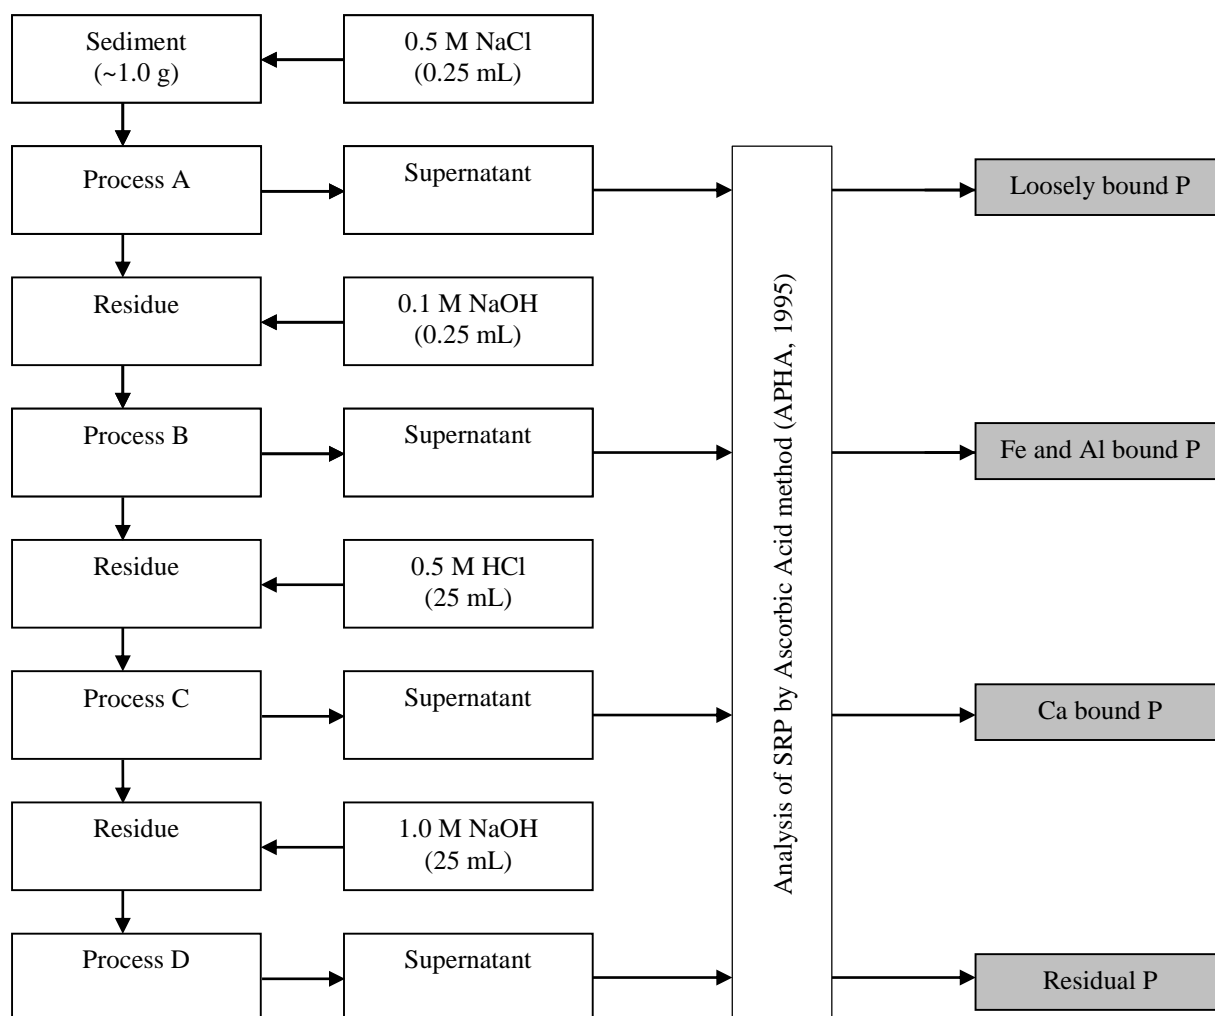 Sediment
(~1.0 g)
0.5 M NaCl
(0.25 mL)
Process A
Supernatant
Loosely bound P
Residue
0.1 M NaOH
(0.25 mL)
Process B
Supernatant
Fe and Al bound P
Residue
0.5 M HCl
(25 mL)
Process C
Supernatant
Ca bound P
Residue
1.0 M NaOH
(25 mL)
Process D
Supernatant
Residual P
Analysis of SRP by Ascorbic Acid method (APHA, 1995)